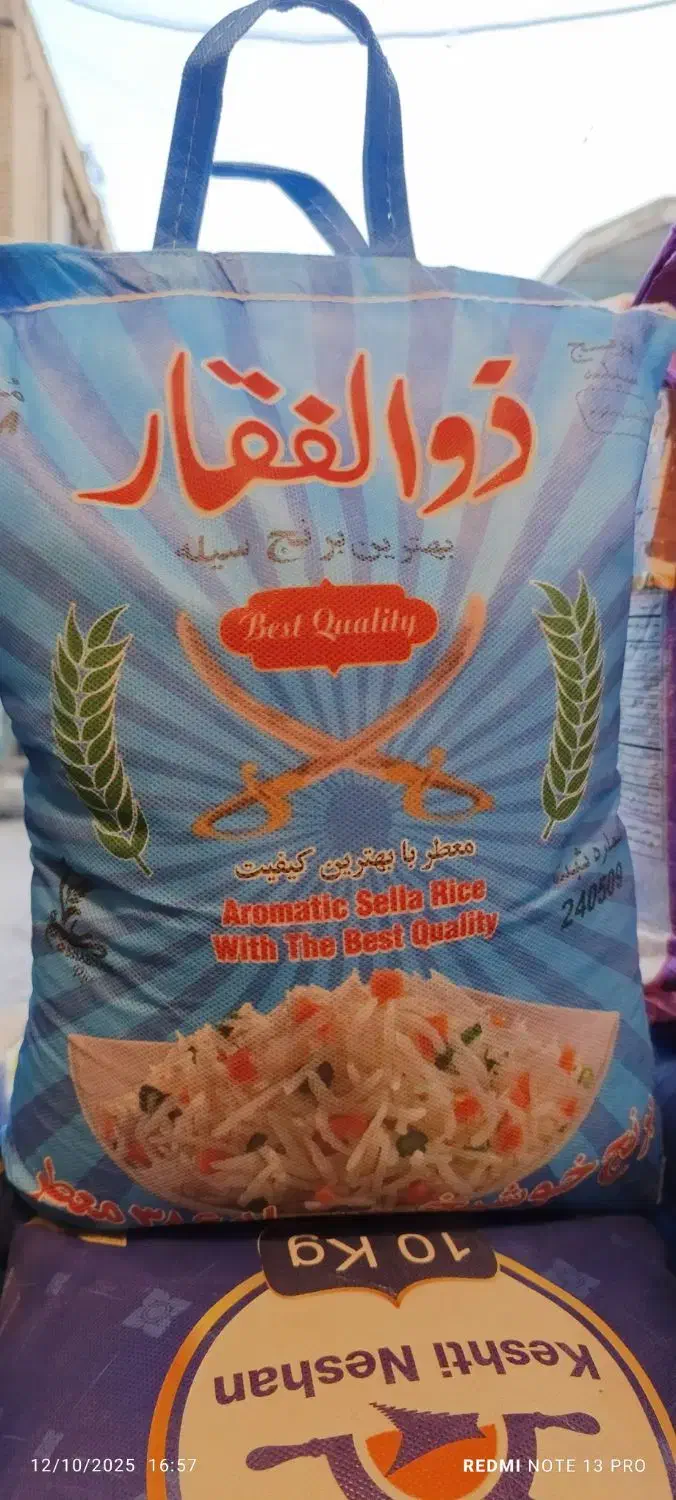 ذوالفقار
بهترین برنج سیله
Best Quality
معطر با بهترین کیفیت
Aromatic Sella Rice
With The Best Quality
240509
معطر
10 Kg
Keshti Neshan
12/10/2025 16:57
REDMI NOTE 13 PRO